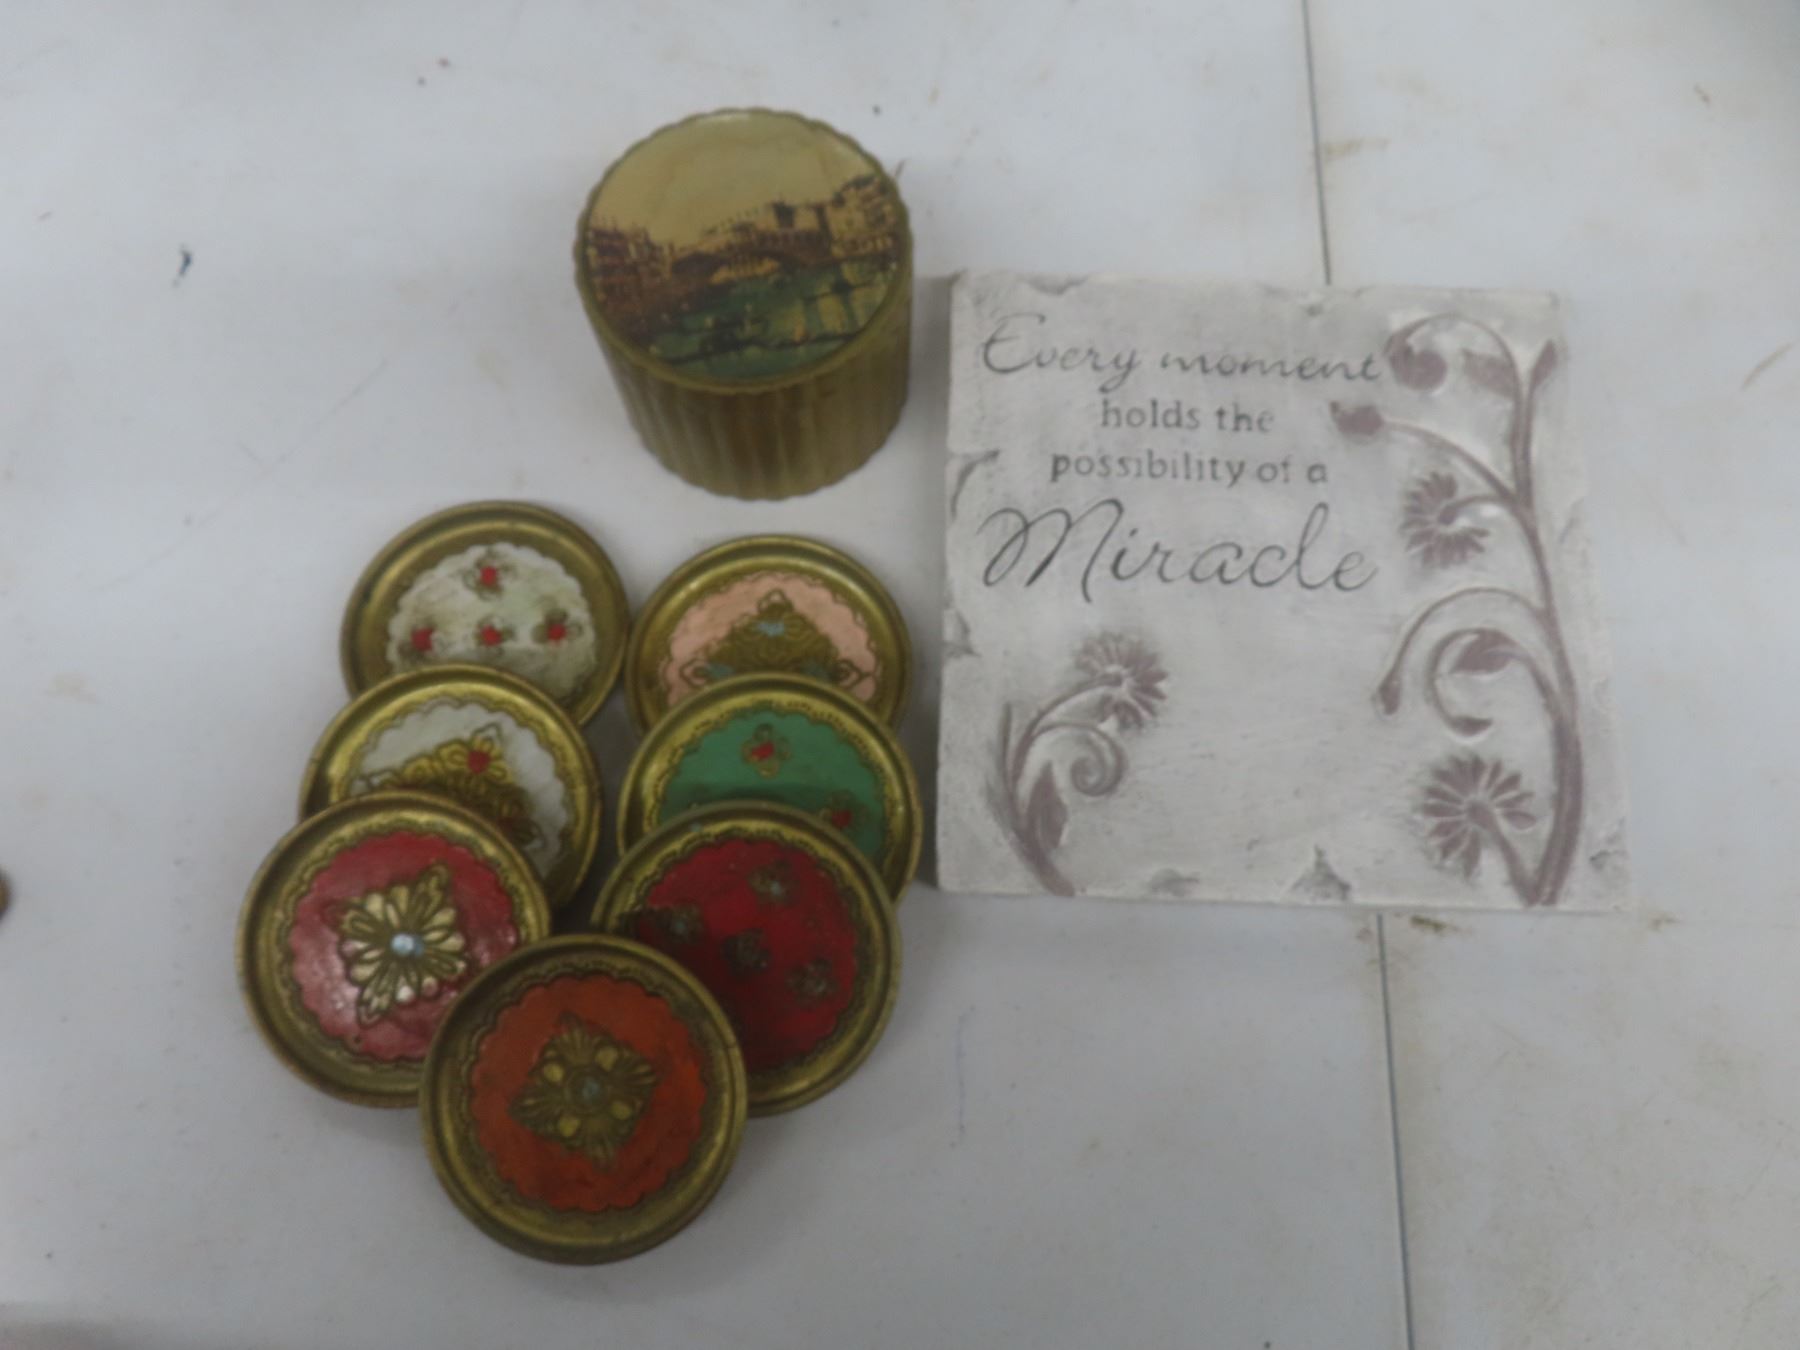 Every moment
holds the
possibility of a
Miracle